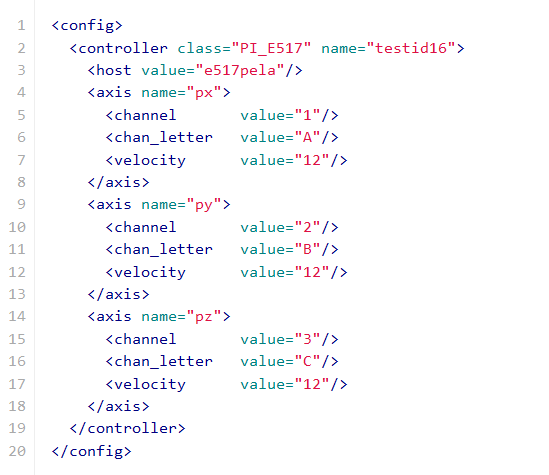 1 <config>
2   <controller class="PI_E517" name="testid16">
3     <host value="e517pela"/>
4     <axis name="px">
5       <channel       value="1"/>
6       <chan_letter   value="A"/>
7       <velocity      value="12"/>
8     </axis>
9     <axis name="py">
10       <channel       value="2"/>
11       <chan_letter   value="B"/>
12       <velocity      value="12"/>
13     </axis>
14     <axis name="pz">
15       <channel       value="3"/>
16       <chan_letter   value="C"/>
17       <velocity      value="12"/>
18     </axis>
19   </controller>
20 </config>